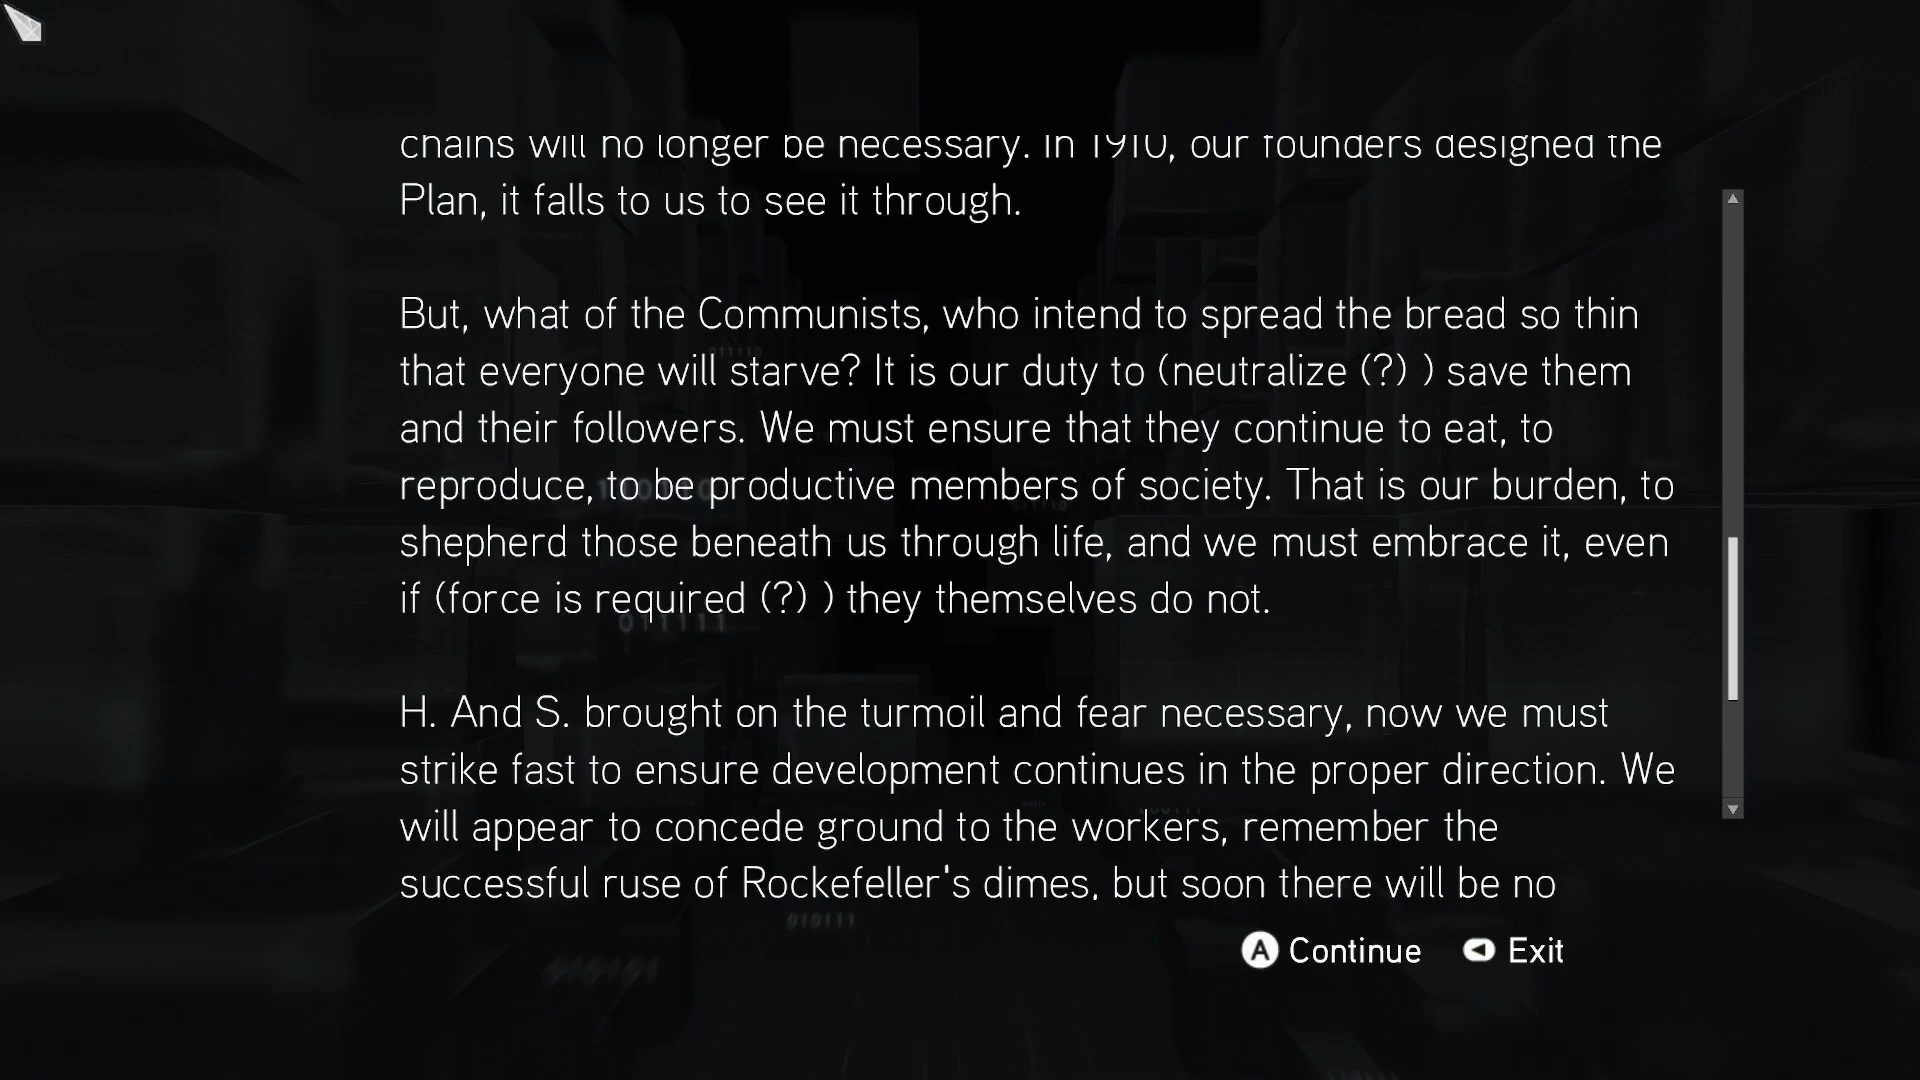 chains will no longer be necessary. In 1910, our founders designed the
Plan, it falls to us to see it through.
But, what of the Communists, who intend to spread the bread so thin
that everyone will starve? It is our duty to (neutralize (?) ) save them
and their followers. We must ensure that they continue to eat, to
reproduce, to be productive members of society. That is our burden, to
shepherd those beneath us through life, and we must embrace it, even
if (force is required (?) ) they themselves do not.
011111
H. And S. brought on the turmoil and fear necessary, now we must
strike fast to ensure development continues in the proper direction. We
will appear to concede ground to the workers, remember the
successful ruse of Rockefeller's dimes, but soon there will be no
010111
A Continue Exit